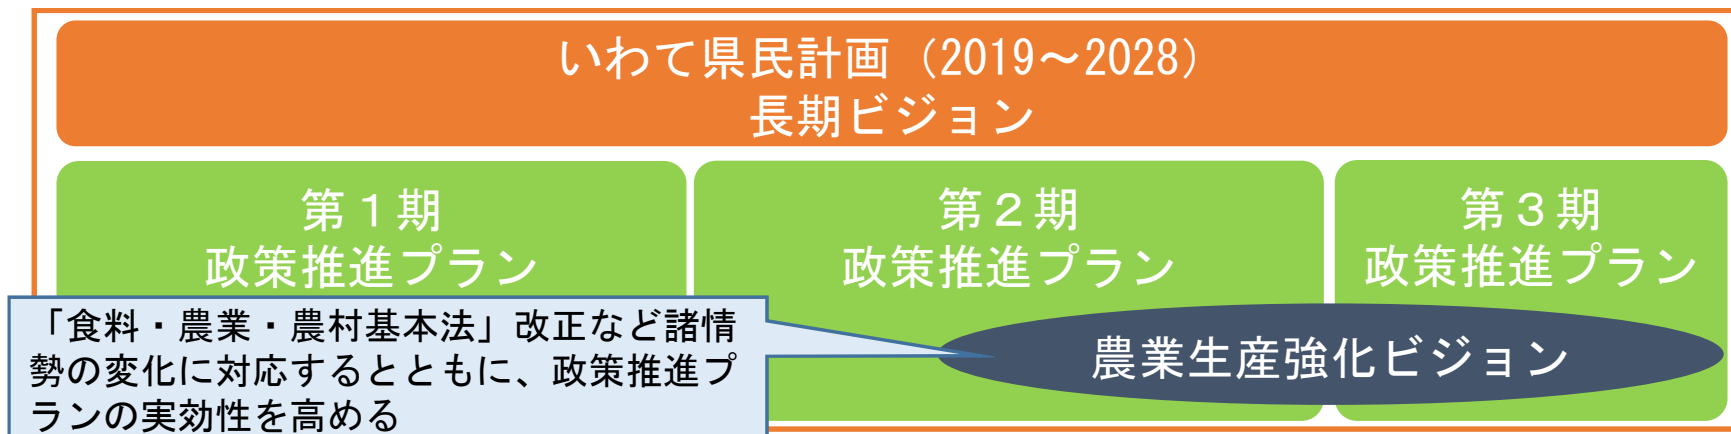 いわて県民計画（2019～2028）
長期ビジョン
第１期
政策推進プラン
第２期
政策推進プラン
第３期
政策推進プラン
「食料・農業・農村基本法」改正など諸情
勢の変化に対応するとともに、政策推進プ
ランの実効性を高める
農業生産強化ビジョン